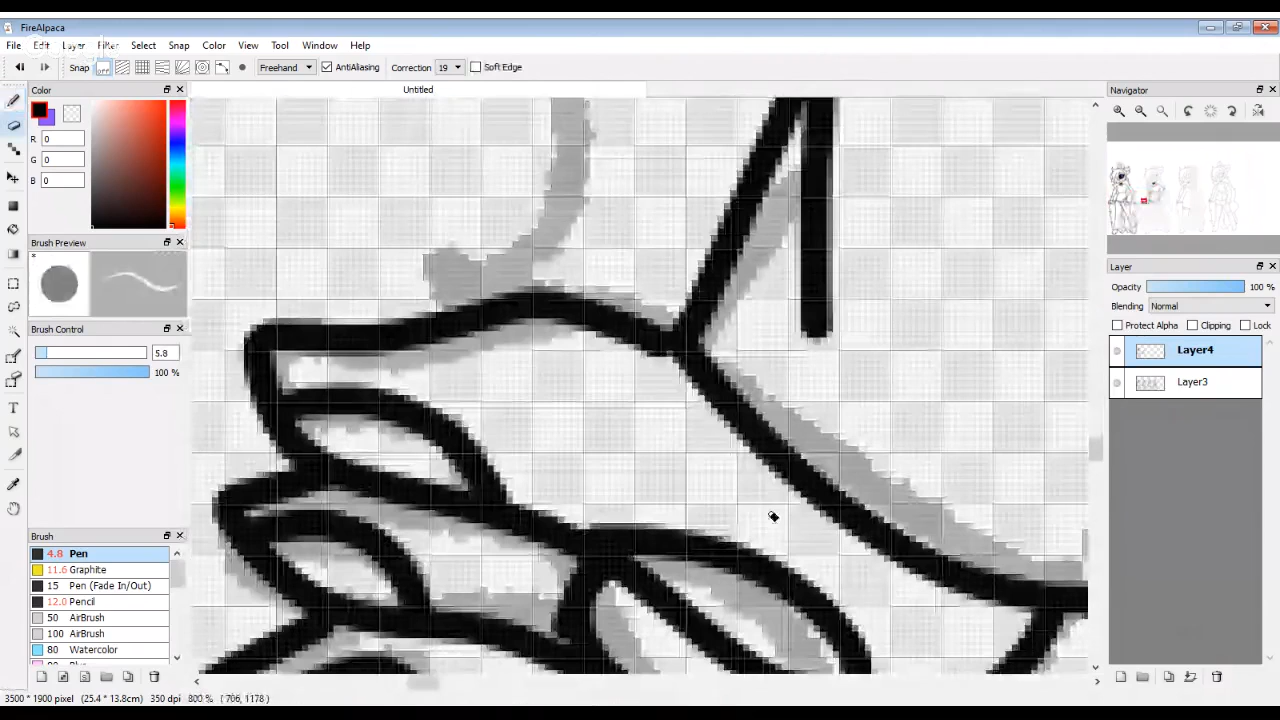 FireAlpaca
File Edit Layer Filter Select Snap Color View Tool Window Help
Snap OFF Freehand AntiAliasing Correction 19 Soft Edge
Color Untitled Navigator
R 0
G 0
B 0
Brush Preview
Layer
Opacity 100 %
Blending Normal
Brush Control Protect Alpha Clipping Lock
5.8 Layer4
100 %
Layer3
Brush
4.8 Pen
11.6 Graphite
15 Pen (Fade In/Out)
12.0 Pencil
50 AirBrush
100 AirBrush
80 Watercolor
3500 * 1900 pixel (25.4 * 13.8cm) 350 dpi 800 % ( 706, 1178 )